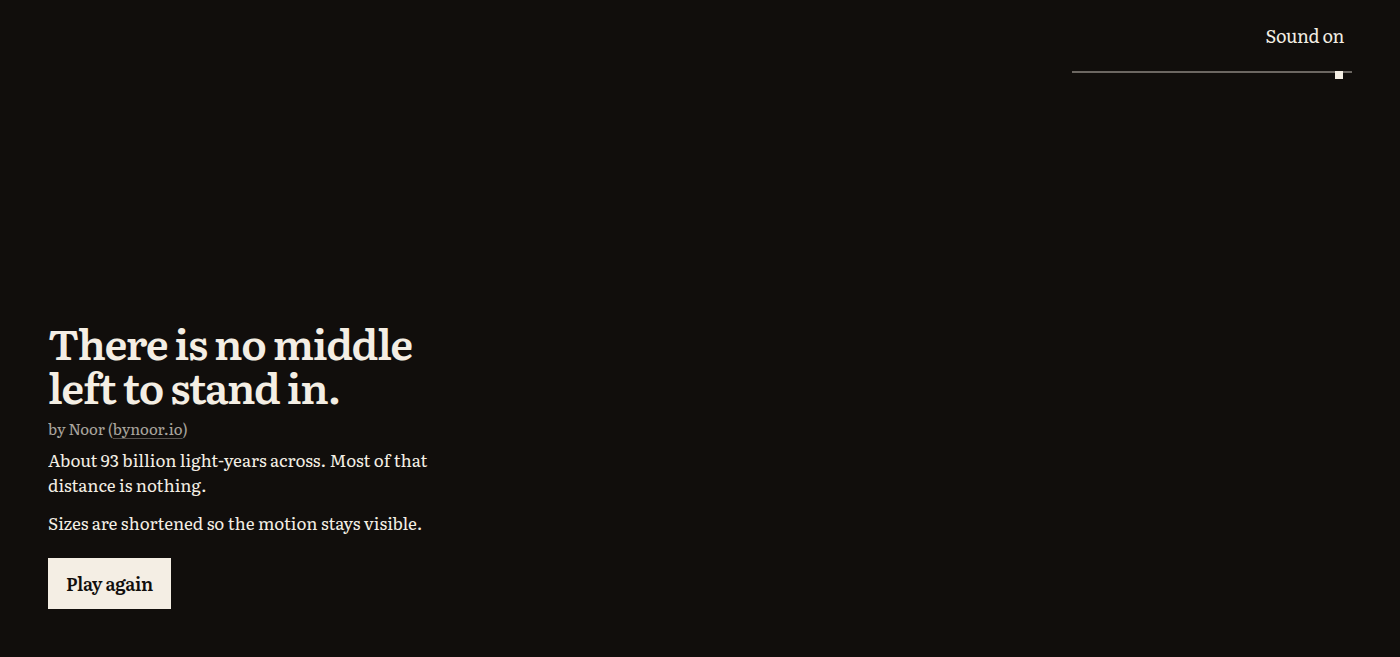 Sound on
There is no middle
left to stand in.
by Noor (bynoor.io)
About 93 billion light-years across. Most of that
distance is nothing.
Sizes are shortened so the motion stays visible.
Play again